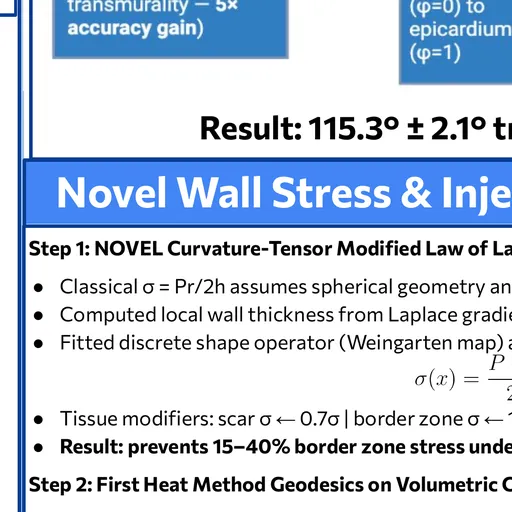 transmurality — 5×
accuracy gain)
(φ=0) to
epicardium
(φ=1)
Result: 115.3° ± 2.1° tr
Novel Wall Stress & Inje
Step 1: NOVEL Curvature-Tensor Modified Law of La
● Classical σ = Pr/2h assumes spherical geometry an
● Computed local wall thickness from Laplace gradie
● Fitted discrete shape operator (Weingarten map) a
σ(x) = P / 2
● Tissue modifiers: scar σ ← 0.7σ | border zone σ ← 
● Result: prevents 15–40% border zone stress unde
Step 2: First Heat Method Geodesics on Volumetric